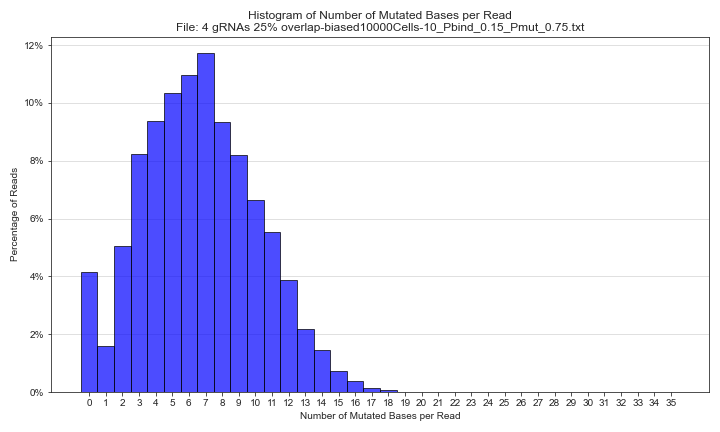 Histogram of Number of Mutated Bases per Read
File: 4 gRNAs 25% overlap-biased10000Cells-10_Pbind_0.15_Pmut_0.75.txt
12%
10%
8%
6%
4%
2%
0%
Percentage of Reads
0 1 2 3 4 5 6 7 8 9 10 11 12 13 14 15 16 17 18 19 20 21 22 23 24 25 26 27 28 29 30 31 32 33 34 35
Number of Mutated Bases per Read